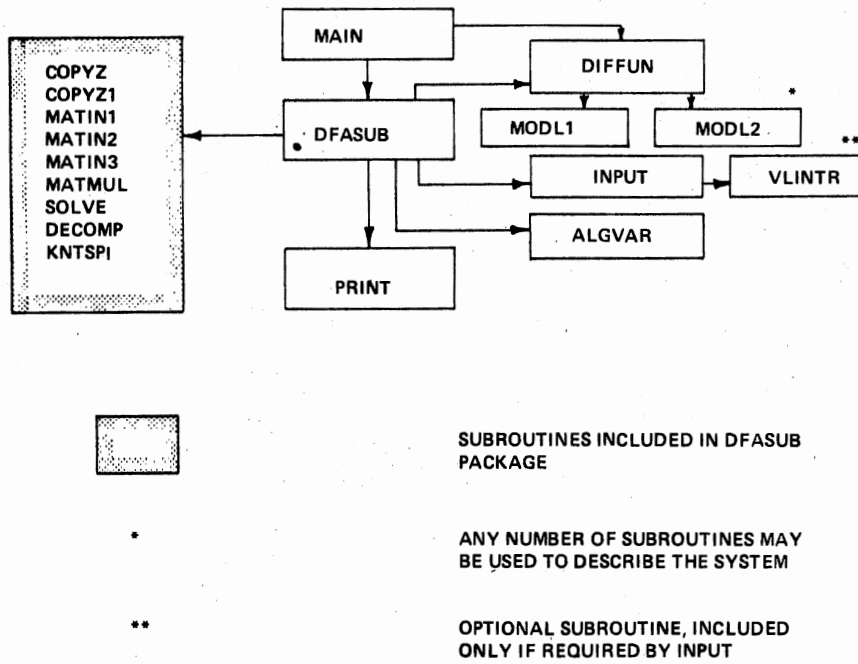 MAIN
DIFFUN
COPYZ
COPYZ1
MATIN1
MATIN2
MATIN3
MATMUL
SOLVE
DECOMP
KNTSPI
DFASUB
MODL1
MODL2
*
INPUT
VLINTR
**
ALGVAR
PRINT
SUBROUTINES INCLUDED IN DFASUB
PACKAGE
*
ANY NUMBER OF SUBROUTINES MAY
BE USED TO DESCRIBE THE SYSTEM
**
OPTIONAL SUBROUTINE, INCLUDED
ONLY IF REQUIRED BY INPUT